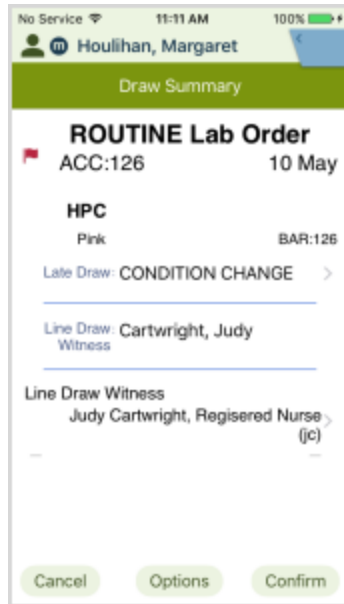 No Service 11:11 AM 100%
m Houlihan, Margaret
Draw Summary
ROUTINE Lab Order
ACC:126 10 May
HPC
Pink BAR:126
Late Draw: CONDITION CHANGE
Line Draw: Cartwright, Judy
Witness
Line Draw Witness
Judy Cartwright, Regisered Nurse
(jc)
Cancel Options Confirm